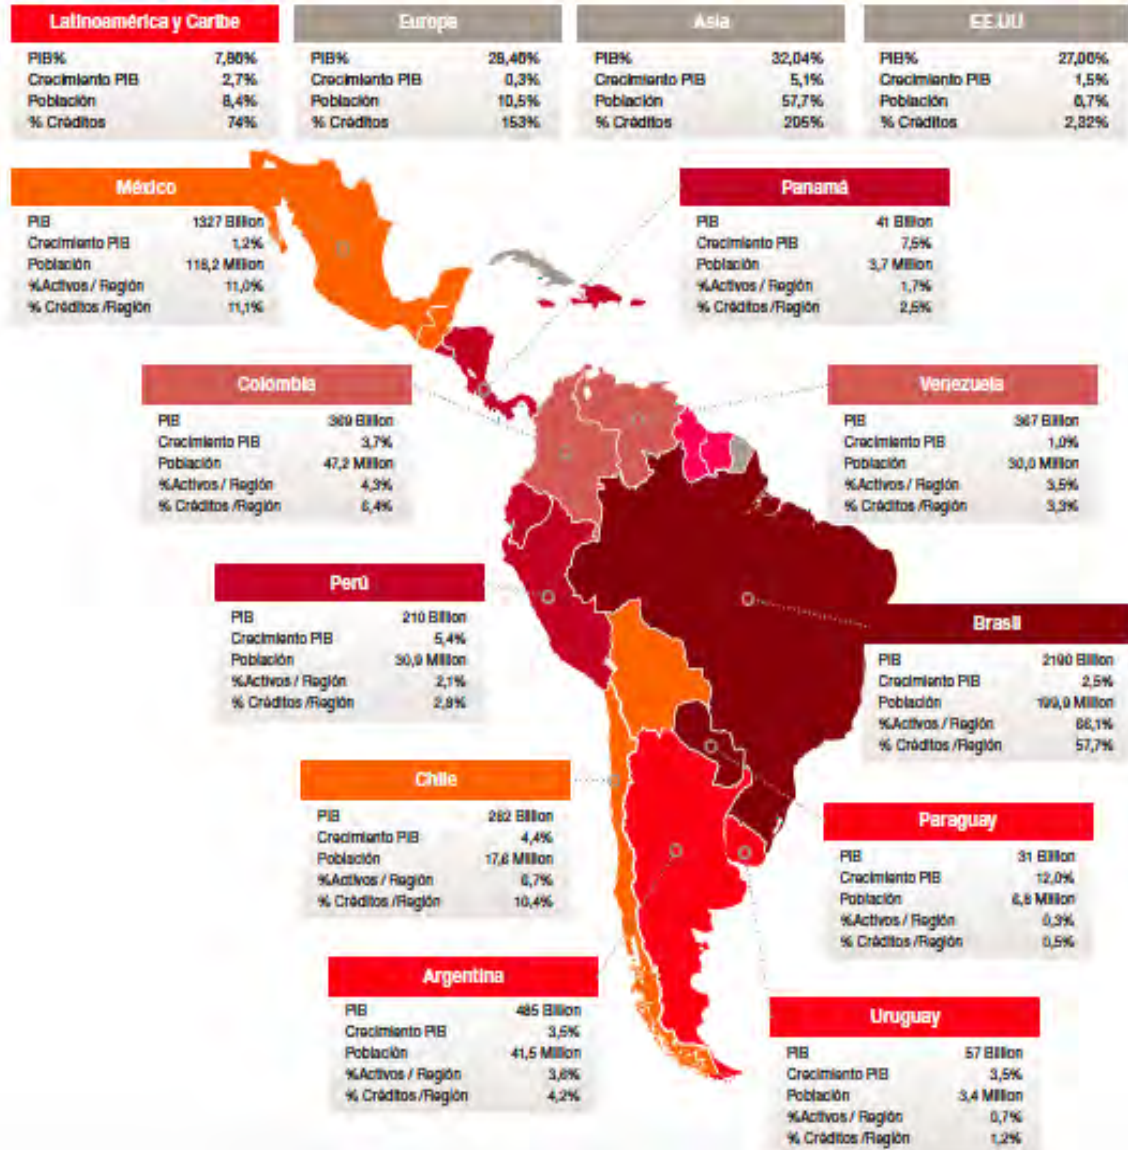 Latinoamérica y Caribe
PIB% 7,86%
Crecimiento PIB 2,7%
Población 8,4%
% Créditos 74%
Europa
PIB% 28,46%
Crecimiento PIB 0,3%
Población 10,5%
% Créditos 153%
Asia
PIB% 32,04%
Crecimiento PIB 5,1%
Población 57,7%
% Créditos 205%
EE.UU
PIB% 27,06%
Crecimiento PIB 1,5%
Población 6,7%
% Créditos 2,32%
México
PIB 1327 Billion
Crecimiento PIB 1,2%
Población 118,2 Million
%Activos / Región 11,0%
% Créditos /Región 11,1%
Panamá
PIB 41 Billion
Crecimiento PIB 7,5%
Población 3,7 Million
%Activos / Región 1,7%
% Créditos /Región 2,5%
Colombia
PIB 369 Billion
Crecimiento PIB 3,7%
Población 47,2 Million
%Activos / Región 4,3%
% Créditos /Región 6,4%
Venezuela
PIB 367 Billion
Crecimiento PIB 1,0%
Población 30,0 Million
%Activos / Región 3,5%
% Créditos /Región 3,3%
Perú
PIB 210 Billion
Crecimiento PIB 5,4%
Población 30,9 Million
%Activos / Región 2,1%
% Créditos /Región 2,8%
Brasil
PIB 2190 Billion
Crecimiento PIB 2,5%
Población 199,9 Million
%Activos / Región 66,1%
% Créditos /Región 57,7%
Chile
PIB 282 Billion
Crecimiento PIB 4,4%
Población 17,6 Million
%Activos / Región 6,7%
% Créditos /Región 10,4%
Paraguay
PIB 31 Billion
Crecimiento PIB 12,0%
Población 6,8 Million
%Activos / Región 0,3%
% Créditos /Región 0,5%
Argentina
PIB 485 Billion
Crecimiento PIB 3,5%
Población 41,5 Million
%Activos / Región 3,6%
% Créditos /Región 4,2%
Uruguay
PIB 57 Billion
Crecimiento PIB 3,5%
Población 3,4 Million
%Activos / Región 0,7%
% Créditos /Región 1,2%